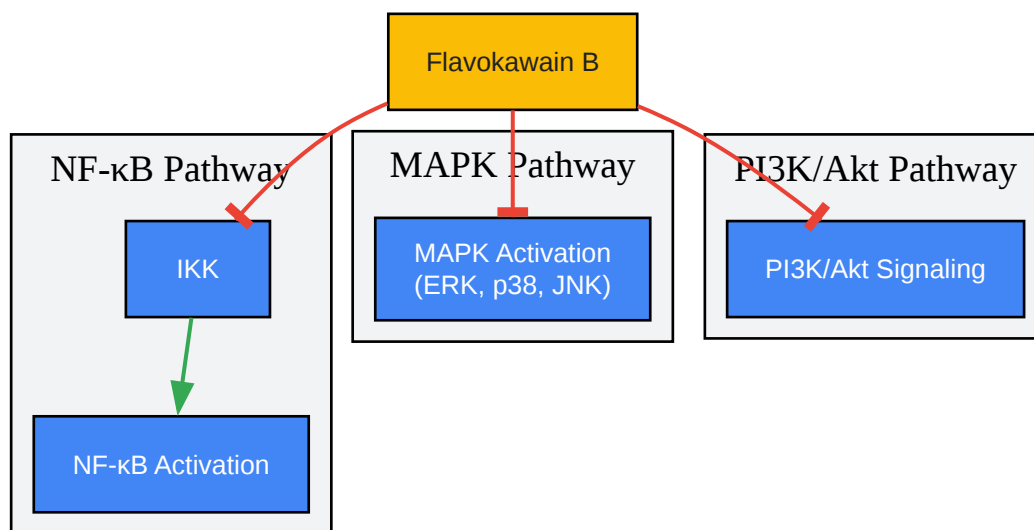 Flavokawain B
NF-κB Pathway
IKK
NF-κB Activation
MAPK Pathway
MAPK Activation
(ERK, p38, JNK)
PI3K/Akt Pathway
PI3K/Akt Signaling